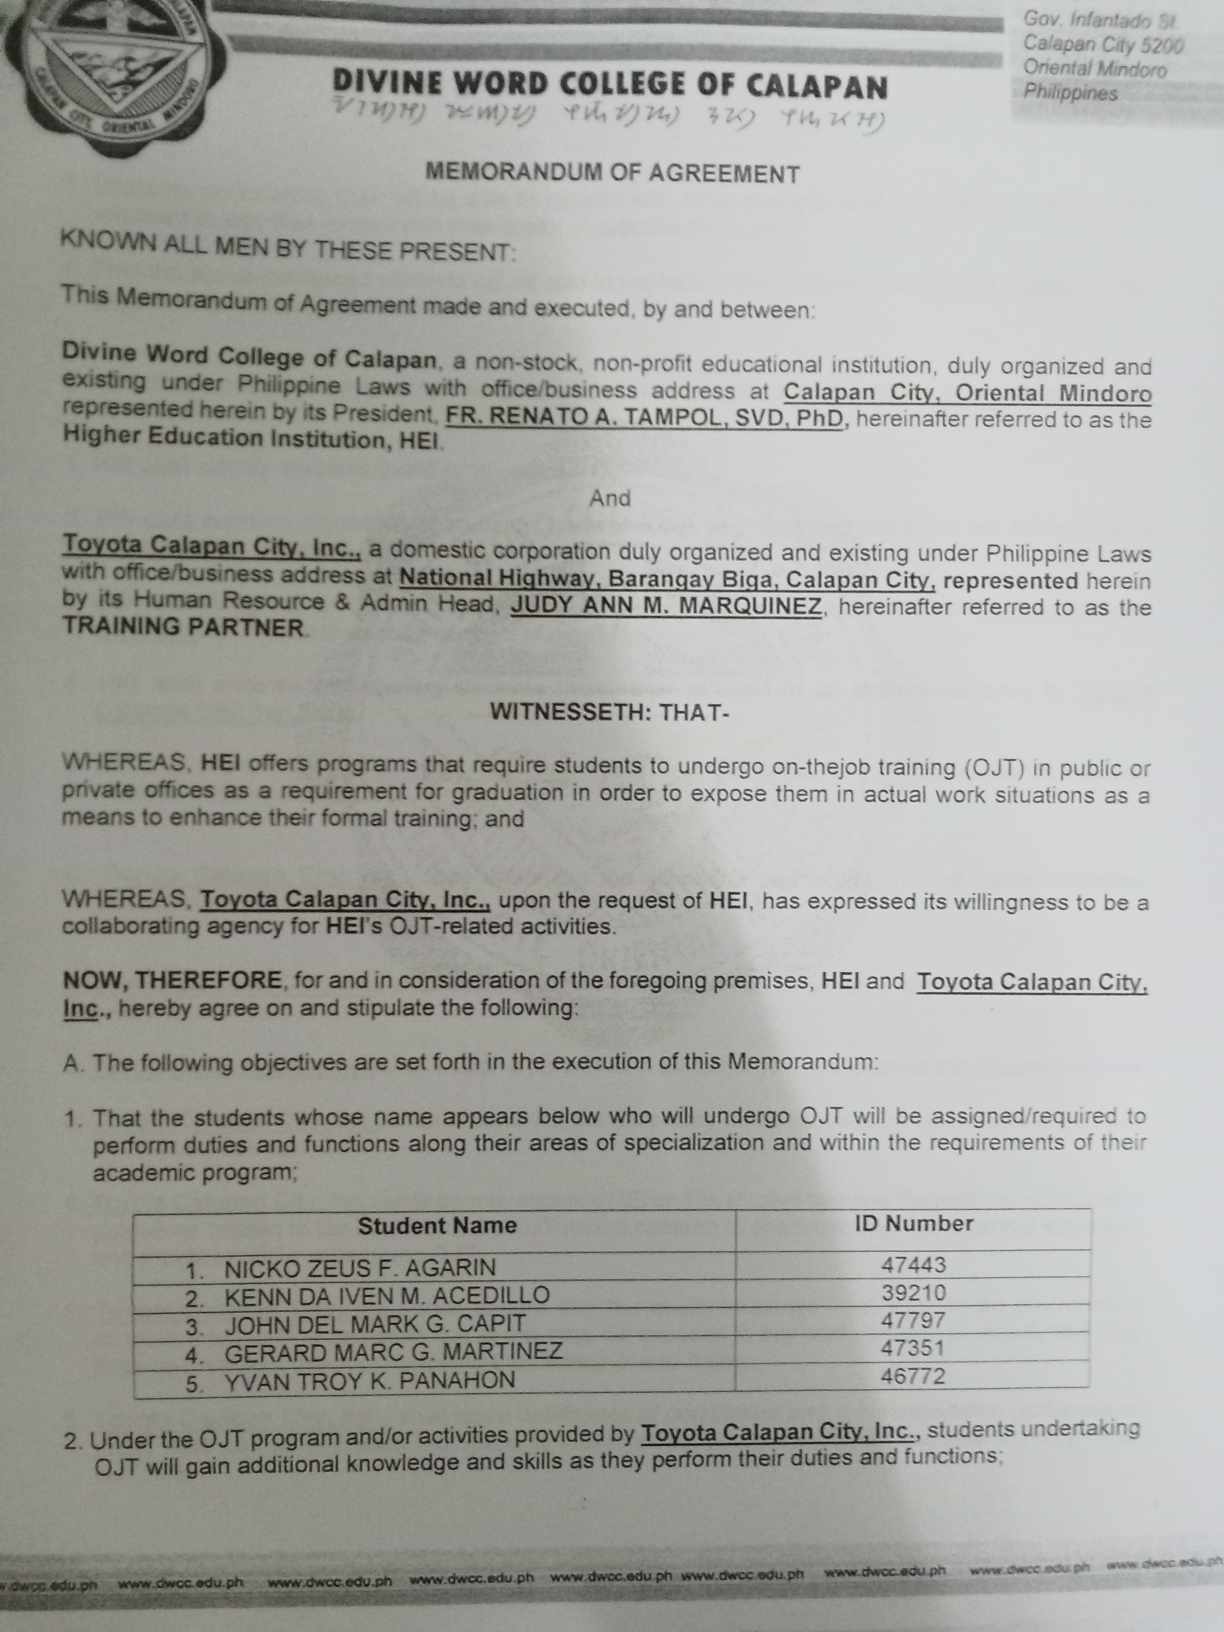 Gov. Infantado St.
Calapan City 5200
Oriental Mindoro
Philippines
CALAPAN CITY, ORIENTAL MINDORO
DIVINE WORD COLLEGE OF CALAPAN
MEMORANDUM OF AGREEMENT
KNOWN ALL MEN BY THESE PRESENT:
This Memorandum of Agreement made and executed, by and between:
Divine Word College of Calapan, a non-stock, non-profit educational institution, duly organized and
existing under Philippine Laws with office/business address at Calapan City, Oriental Mindoro
represented herein by its President, FR. RENATO A. TAMPOL, SVD, PhD, hereinafter referred to as the
Higher Education Institution, HEI.
And
Toyota Calapan City, Inc., a domestic corporation duly organized and existing under Philippine Laws
with office/business address at National Highway, Barangay Biga, Calapan City, represented herein
by its Human Resource & Admin Head, JUDY ANN M. MARQUINEZ, hereinafter referred to as the
TRAINING PARTNER.
WITNESSETH: THAT-
WHEREAS, HEI offers programs that require students to undergo on-thejob training (OJT) in public or
private offices as a requirement for graduation in order to expose them in actual work situations as a
means to enhance their formal training; and
WHEREAS, Toyota Calapan City, Inc., upon the request of HEI, has expressed its willingness to be a
collaborating agency for HEI's OJT-related activities.
NOW, THEREFORE, for and in consideration of the foregoing premises, HEI and Toyota Calapan City,
Inc., hereby agree on and stipulate the following:
A. The following objectives are set forth in the execution of this Memorandum:
1. That the students whose name appears below who will undergo OJT will be assigned/required to
perform duties and functions along their areas of specialization and within the requirements of their
academic program;
Student Name ID Number
1. NICKO ZEUS F. AGARIN 47443
2. KENN DA IVEN M. ACEDILLO 39210
3. JOHN DEL MARK G. CAPIT 47797
4. GERARD MARC G. MARTINEZ 47351
5. YVAN TROY K. PANAHON 46772
2. Under the OJT program and/or activities provided by Toyota Calapan City, Inc., students undertaking
OJT will gain additional knowledge and skills as they perform their duties and functions;
w.dwcc.edu.ph www.dwcc.edu.ph www.dwcc.edu.ph www.dwcc.edu.ph www.dwcc.edu.ph www.dwcc.edu.ph www.dwcc.edu.ph www.dwcc.edu.ph www.dwcc.edu.ph